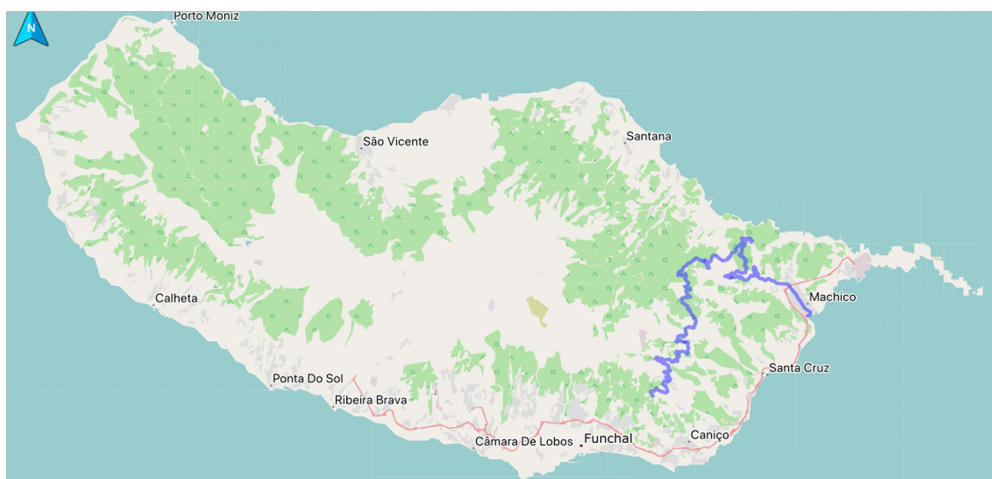 N
Porto Moniz
São Vicente
Santana
Calheta
Machico
Ponta Do Sol
Santa Cruz
Ribeira Brava
Caniço
Câmara De Lobos
Funchal